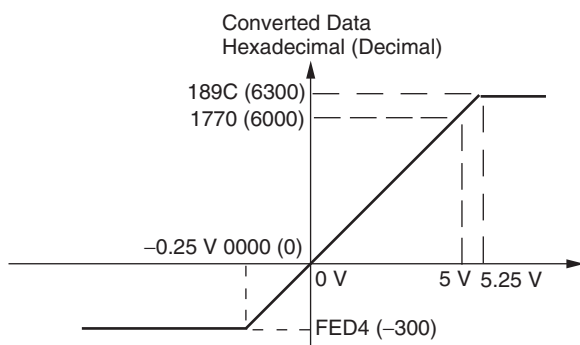 Converted Data
Hexadecimal (Decimal)
189C (6300)
1770 (6000)
−0.25 V 0000 (0)
0 V
5 V
5.25 V
FED4 (−300)